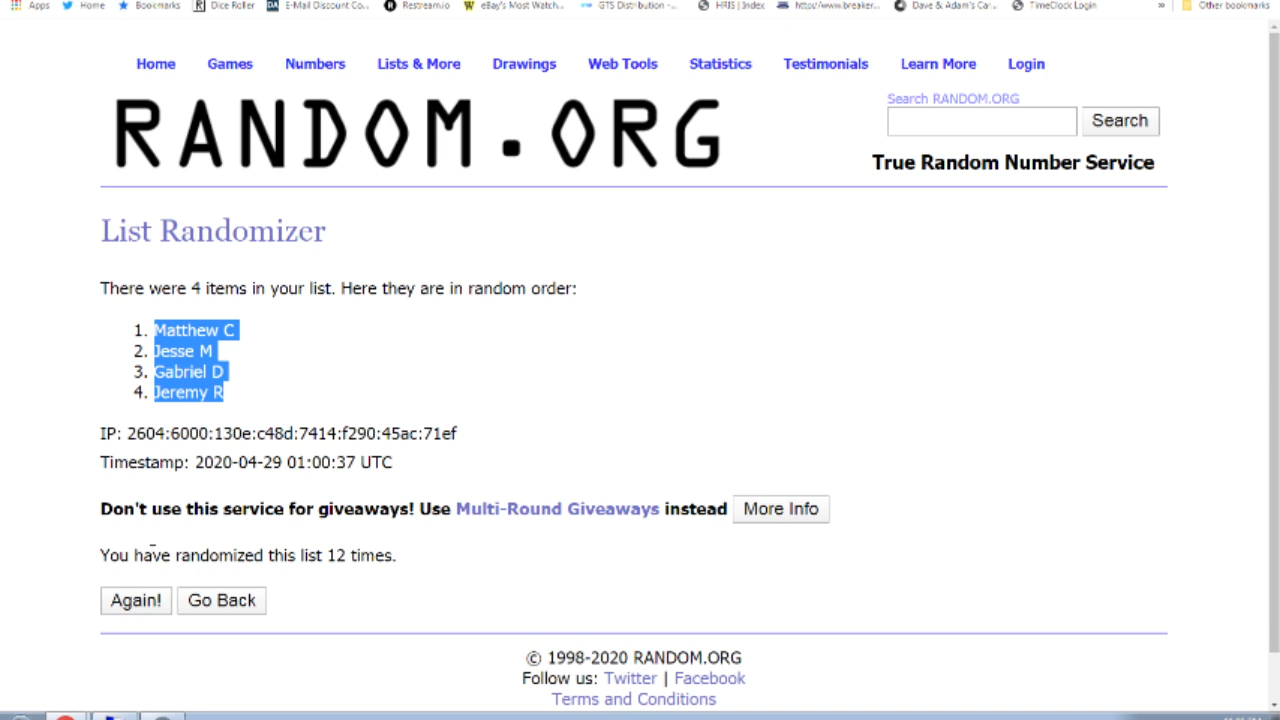 Apps Home Bookmarks Dice Roller E-Mail Discount Co... Restream.io eBay's Most Watch... GTS Distribution -... HRIS | Index http://www.breaker... Dave & Adam's Car... TimeClock Login » Other bookmarks
Home Games Numbers Lists & More Drawings Web Tools Statistics Testimonials Learn More Login
RANDOM.ORG
Search RANDOM.ORG
Search
True Random Number Service
List Randomizer
There were 4 items in your list. Here they are in random order:
1. Matthew C
2. Jesse M
3. Gabriel D
4. Jeremy R
IP: 2604:6000:130e:c48d:7414:f290:45ac:71ef
Timestamp: 2020-04-29 01:00:37 UTC
Don't use this service for giveaways! Use Multi-Round Giveaways instead More Info
You have randomized this list 12 times.
Again! Go Back
© 1998-2020 RANDOM.ORG
Follow us: Twitter | Facebook
Terms and Conditions